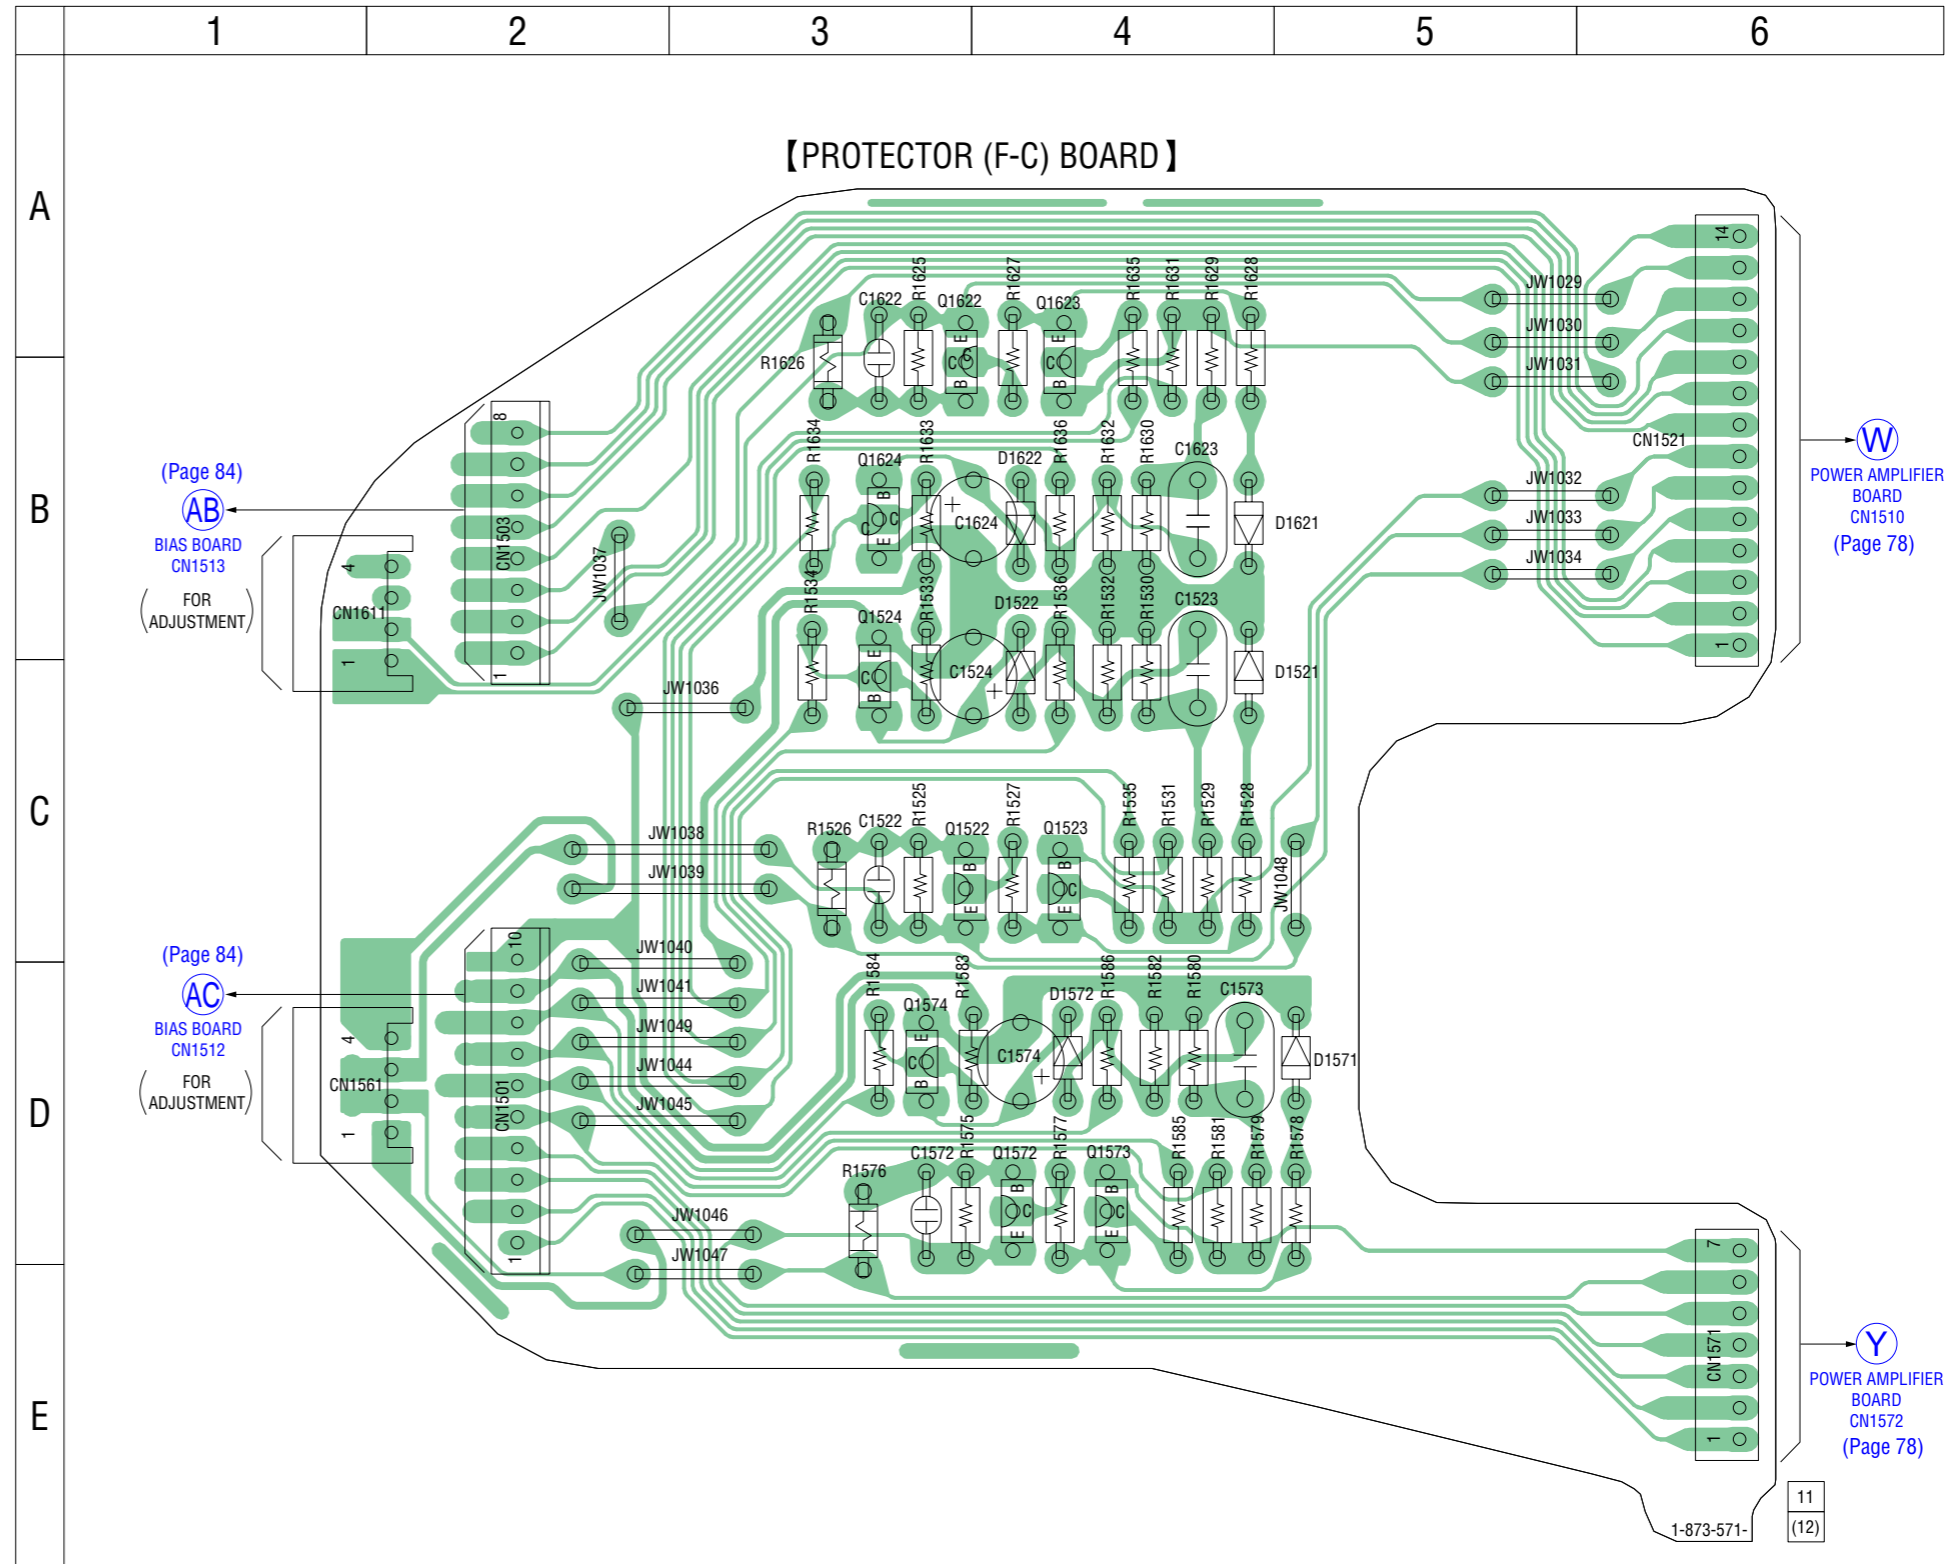 1 2 3 4 5 6
【PROTECTOR (F-C) BOARD】
A
14
R1625 R1627 R1635 R1631 R1629 R1628
C1622 Q1622 Q1623
JW1029
JW1030
JW1031
E E
R1626 C C C
B B
8
R1634 R1633 R1636 R1632 R1630
CN1521
W
POWER AMPLIFIER
BOARD
CN1510
(Page 78)
(Page 84)
AB
BIAS BOARD
CN1513
(FOR
ADJUSTMENT)
B
Q1624 D1622 C1623
JW1032
JW1033
JW1034
B
C C + C1624 D1621
E
CN1503
JW1037
4
CN1611
1
R1534 R1533 R1536 R1532 R1530
Q1524 D1522 C1523
E
C C1524 + D1521
B
1
1
JW1036
C
R1525 R1527 R1535 R1531 R1529 R1528
R1526 C1522 Q1522 Q1523
JW1038
JW1039
B B
C
E E
JW1048
10
(Page 84)
AC
BIAS BOARD
CN1512
(FOR
ADJUSTMENT)
JW1040
JW1041
JW1049
JW1044
JW1045
R1584 R1583 R1586 R1582 R1580
Q1574 D1572 C1573
E
C C1574 + D1571
B
D
4
CN1561
1
CN1501
R1575 R1577 R1585 R1581 R1579 R1578
R1576 C1572 Q1572 Q1573
B B
C C
E E
JW1046
JW1047
1
7
CN1571
1
Y
POWER AMPLIFIER
BOARD
CN1572
(Page 78)
E
11
1-873-571- (12)